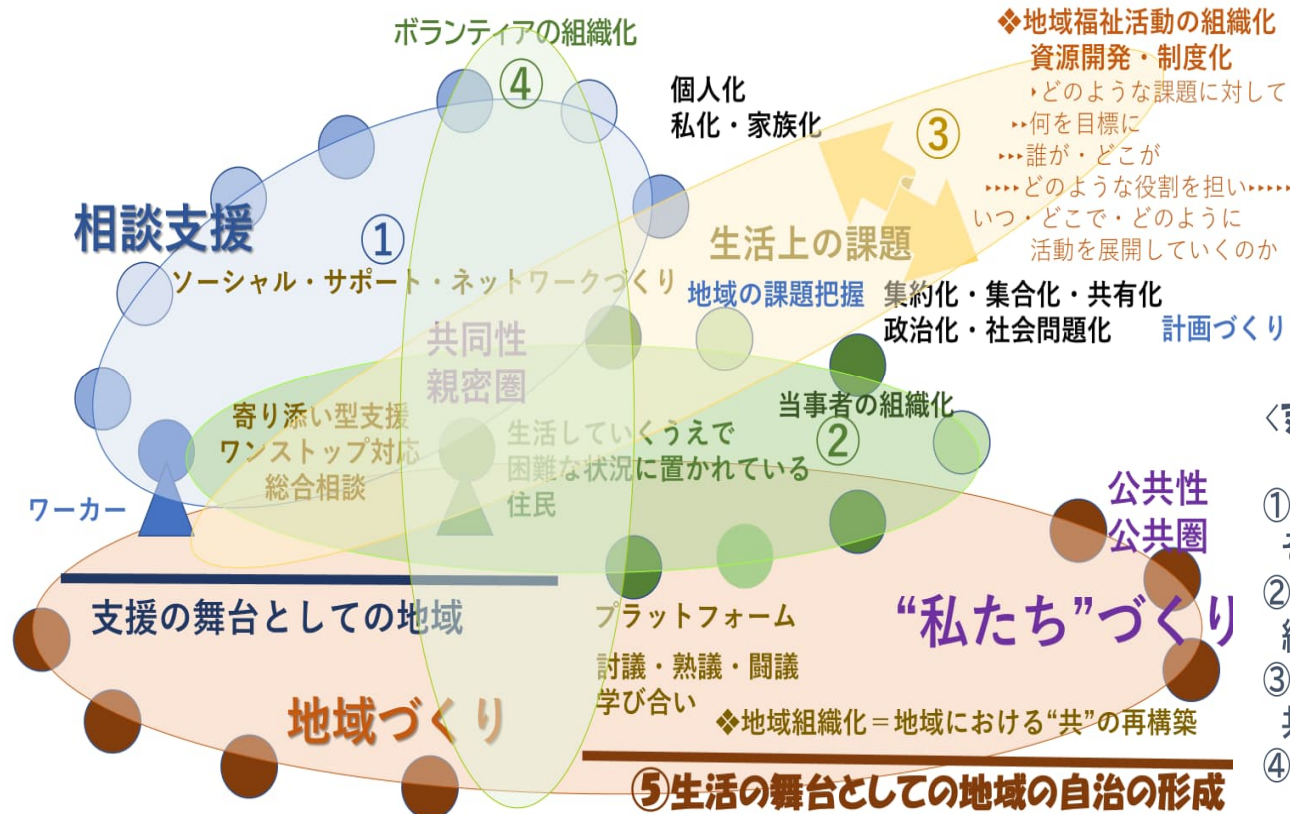 ボランティアの組織化
④
❖地域福祉活動の組織化
資源開発・制度化
‣どのような課題に対して
‣‣何を目標に
‣‣‣誰が・どこが
‣‣‣‣どのような役割を担い‣‣‣‣‣
いつ・どこで・どのように
活動を展開していくのか
個人化
私化・家族化
③
相談支援
①
ソーシャル・サポート・ネットワークづくり
生活上の課題
地域の課題把握
集約化・集合化・共有化
政治化・社会問題化
計画づくり
共同性
親密圏
寄り添い型支援
ワンストップ対応
総合相談
生活していくうえで
困難な状況に置かれている
住民
当事者の組織化
②
ワーカー
公共性
公共圏
支援の舞台としての地域
プラットフォーム
討議・熟議・闘議
学び合い
“私たち”づくり
地域づくり
❖地域組織化＝地域における“共”の再構築
⑤生活の舞台としての地域の自治の形成
①
②
③
④